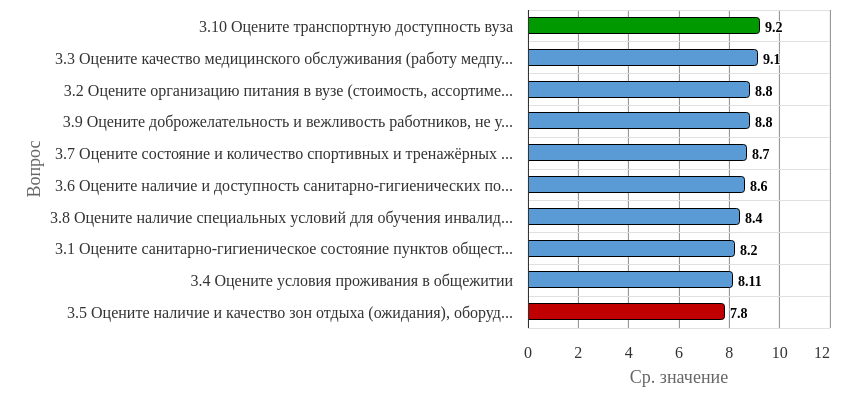 3.10 Оцените транспортную доступность вуза 9.2
3.3 Оцените качество медицинского обслуживания (работу медпу... 9.1
3.2 Оцените организацию питания в вузе (стоимость, ассортиме... 8.8
3.9 Оцените доброжелательность и вежливость работников, не у... 8.8
3.7 Оцените состояние и количество спортивных и тренажёрных ... 8.7
3.6 Оцените наличие и доступность санитарно-гигиенических по... 8.6
3.8 Оцените наличие специальных условий для обучения инвалид... 8.4
3.1 Оцените санитарно-гигиеническое состояние пунктов общест... 8.2
3.4 Оцените условия проживания в общежитии 8.11
3.5 Оцените наличие и качество зон отдыха (ожидания), оборуд... 7.8
Вопрос
0 2 4 6 8 10 12
Ср. значение